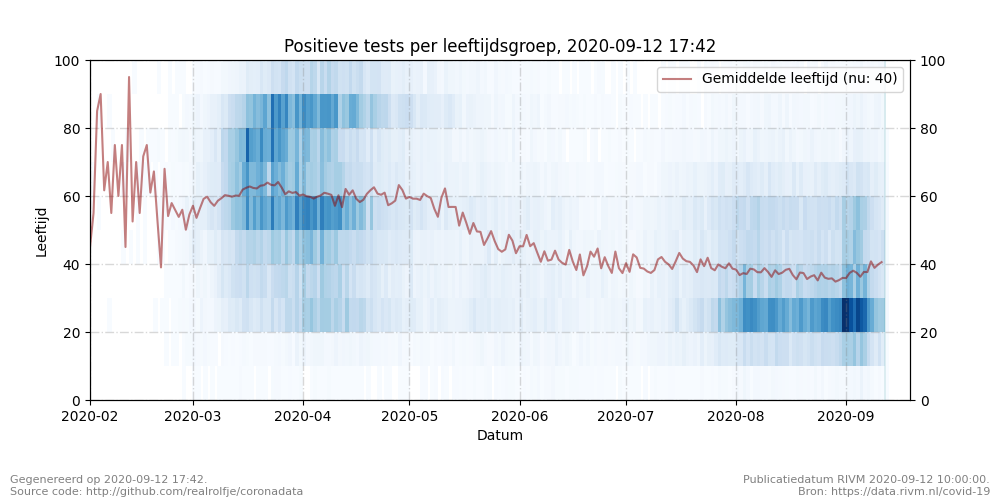 Positieve tests per leeftijdsgroep, 2020-09-12 17:42
Gemiddelde leeftijd (nu: 40)
100
80
60
40
20
0
Leeftijd
100
80
60
40
20
0
2020-02 2020-03 2020-04 2020-05 2020-06 2020-07 2020-08 2020-09
Datum
Gegenereerd op 2020-09-12 17:42.
Source code: http://github.com/realrolfje/coronadata
Publicatiedatum RIVM 2020-09-12 10:00:00.
Bron: https://data.rivm.nl/covid-19